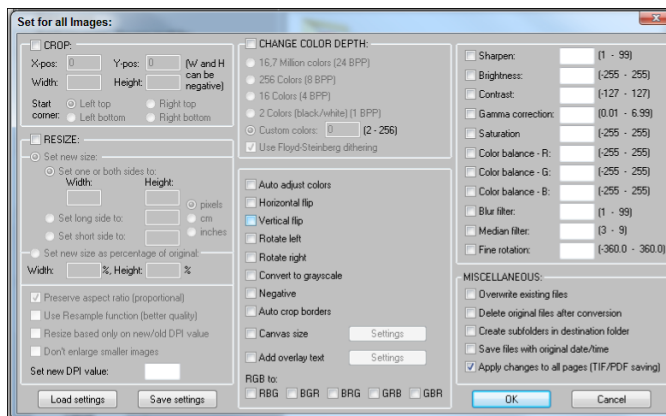 Set for all Images:
CROP:
X-pos: 0 Y-pos: 0 (W and H
can be
negative)
Width: Height:
Start
corner:
Left top Right top
Left bottom Right bottom
RESIZE:
Set new size:
Set one or both sides to:
Width: Height:
pixels
cm
inches
Set long side to:
Set short side to:
Set new size as percentage of original:
Width: %, Height: %
Preserve aspect ratio (proportional)
Use Resample function (better quality)
Resize based only on new/old DPI value
Don't enlarge smaller images
Set new DPI value:
Load settings Save settings
CHANGE COLOR DEPTH:
16,7 Million colors (24 BPP)
256 Colors (8 BPP)
16 Colors (4 BPP)
2 Colors (black/white) (1 BPP)
Custom colors: 0 (2 - 256)
Use Floyd-Steinberg dithering
Auto adjust colors
Horizontal flip
Vertical flip
Rotate left
Rotate right
Convert to grayscale
Negative
Auto crop borders
Canvas size Settings
Add overlay text Settings
RGB to:
RBG BGR BRG GRB GBR
Sharpen: (1 - 99)
Brightness: (-255 - 255)
Contrast: (-127 - 127)
Gamma correction: (0.01 - 6.99)
Saturation (-255 - 255)
Color balance - R: (-255 - 255)
Color balance - G: (-255 - 255)
Color balance - B: (-255 - 255)
Blur filter: (1 - 99)
Median filter: (3 - 9)
Fine rotation: (-360.0 - 360.0)
MISCELLANEOUS:
Overwrite existing files
Delete original files after conversion
Create subfolders in destination folder
Save files with original date/time
Apply changes to all pages (TIF/PDF saving)
OK Cancel